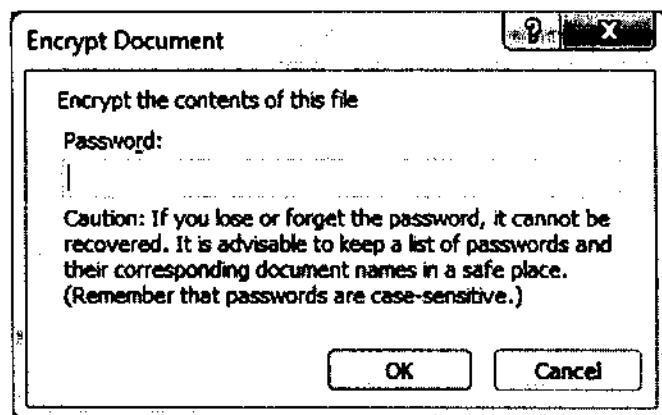 Encrypt Document
?
X
Encrypt the contents of this file
Password:
Caution: If you lose or forget the password, it cannot be
recovered. It is advisable to keep a list of passwords and
their corresponding document names in a safe place.
(Remember that passwords are case-sensitive.)
OK
Cancel